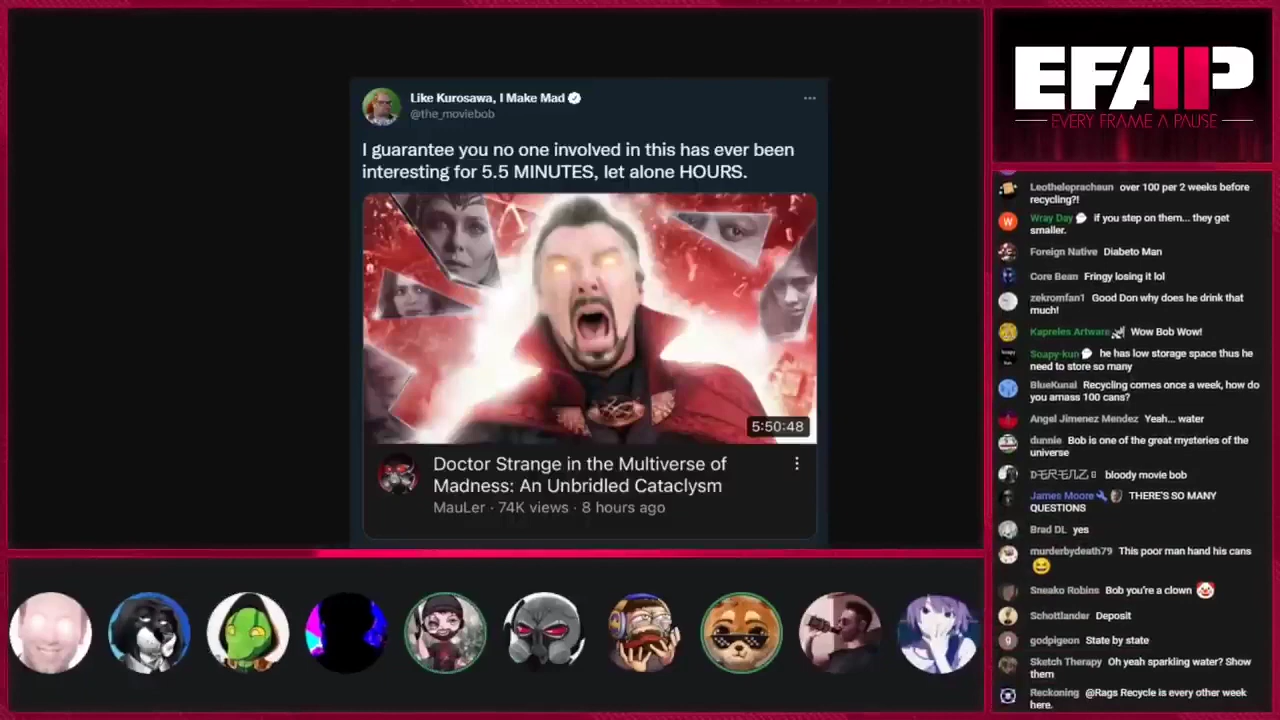 Like Kurosawa, I Make Mad
@the_moviebob
I guarantee you no one involved in this has ever been
interesting for 5.5 MINUTES, let alone HOURS.
5:50:48
Doctor Strange in the Multiverse of
Madness: An Unbridled Cataclysm
MauLer · 74K views · 8 hours ago
EFAP
EVERY FRAME A PAUSE
Leotheleprachaun over 100 per 2 weeks before
recycling?!
Wray Day if you step on them... they get
smaller.
Foreign Native Diabeto Man
Core Bean Fringy losing it lol
zekromfan1 Good Don why does he drink that
much!
Kapreles Artware Wow Bob Wow!
Soapy-kun he has low storage space thus he
need to store so many
BlueKunai Recycling comes once a week, how do
you amass 100 cans?
Angel Jimenez Mendez Yeah... water
dunnie Bob is one of the great mysteries of the
universe
bloody movie bob
James Moore THERE'S SO MANY
QUESTIONS
Brad DL yes
murderbydeath79 This poor man hand his cans
Sneako Robins Bob you're a clown
Schottlander Deposit
godpigeon State by state
Sketch Therapy Oh yeah sparkling water? Show
them
Reckoning @Rags Recycle is every other week
here.